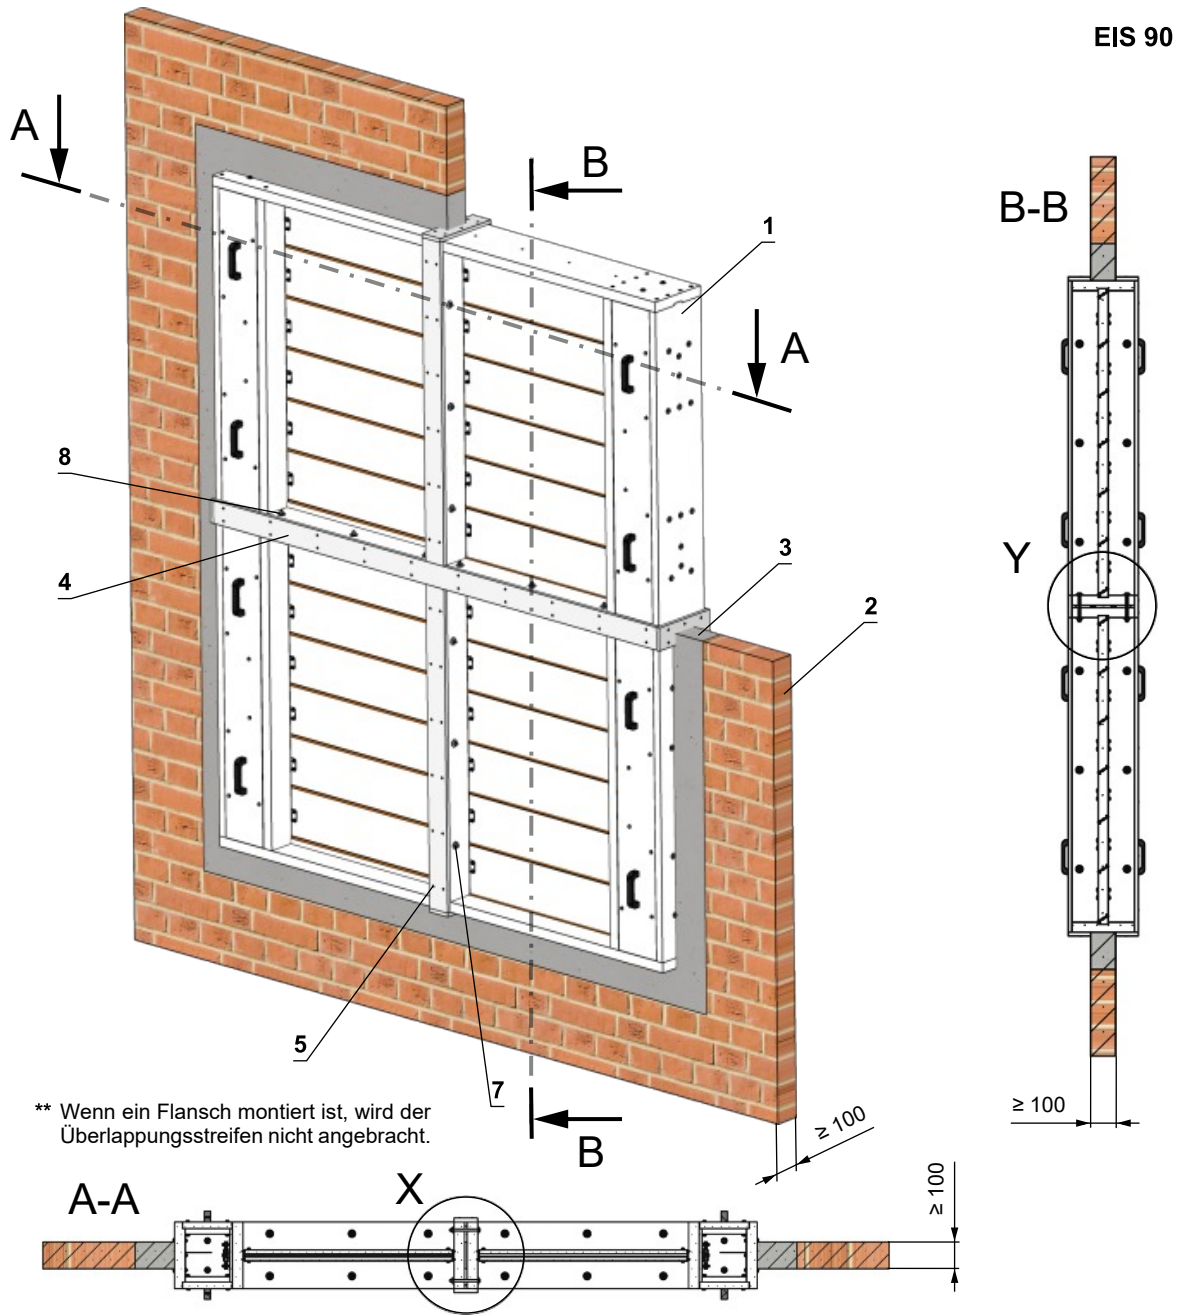 EIS 90
A
B
B-B
1
A
8
Y
3
4
2
5
7
≥ 100
** Wenn ein Flansch montiert ist, wird der
Überlappungsstreifen nicht angebracht.
≥ 100
B
A-A
X
≥ 100